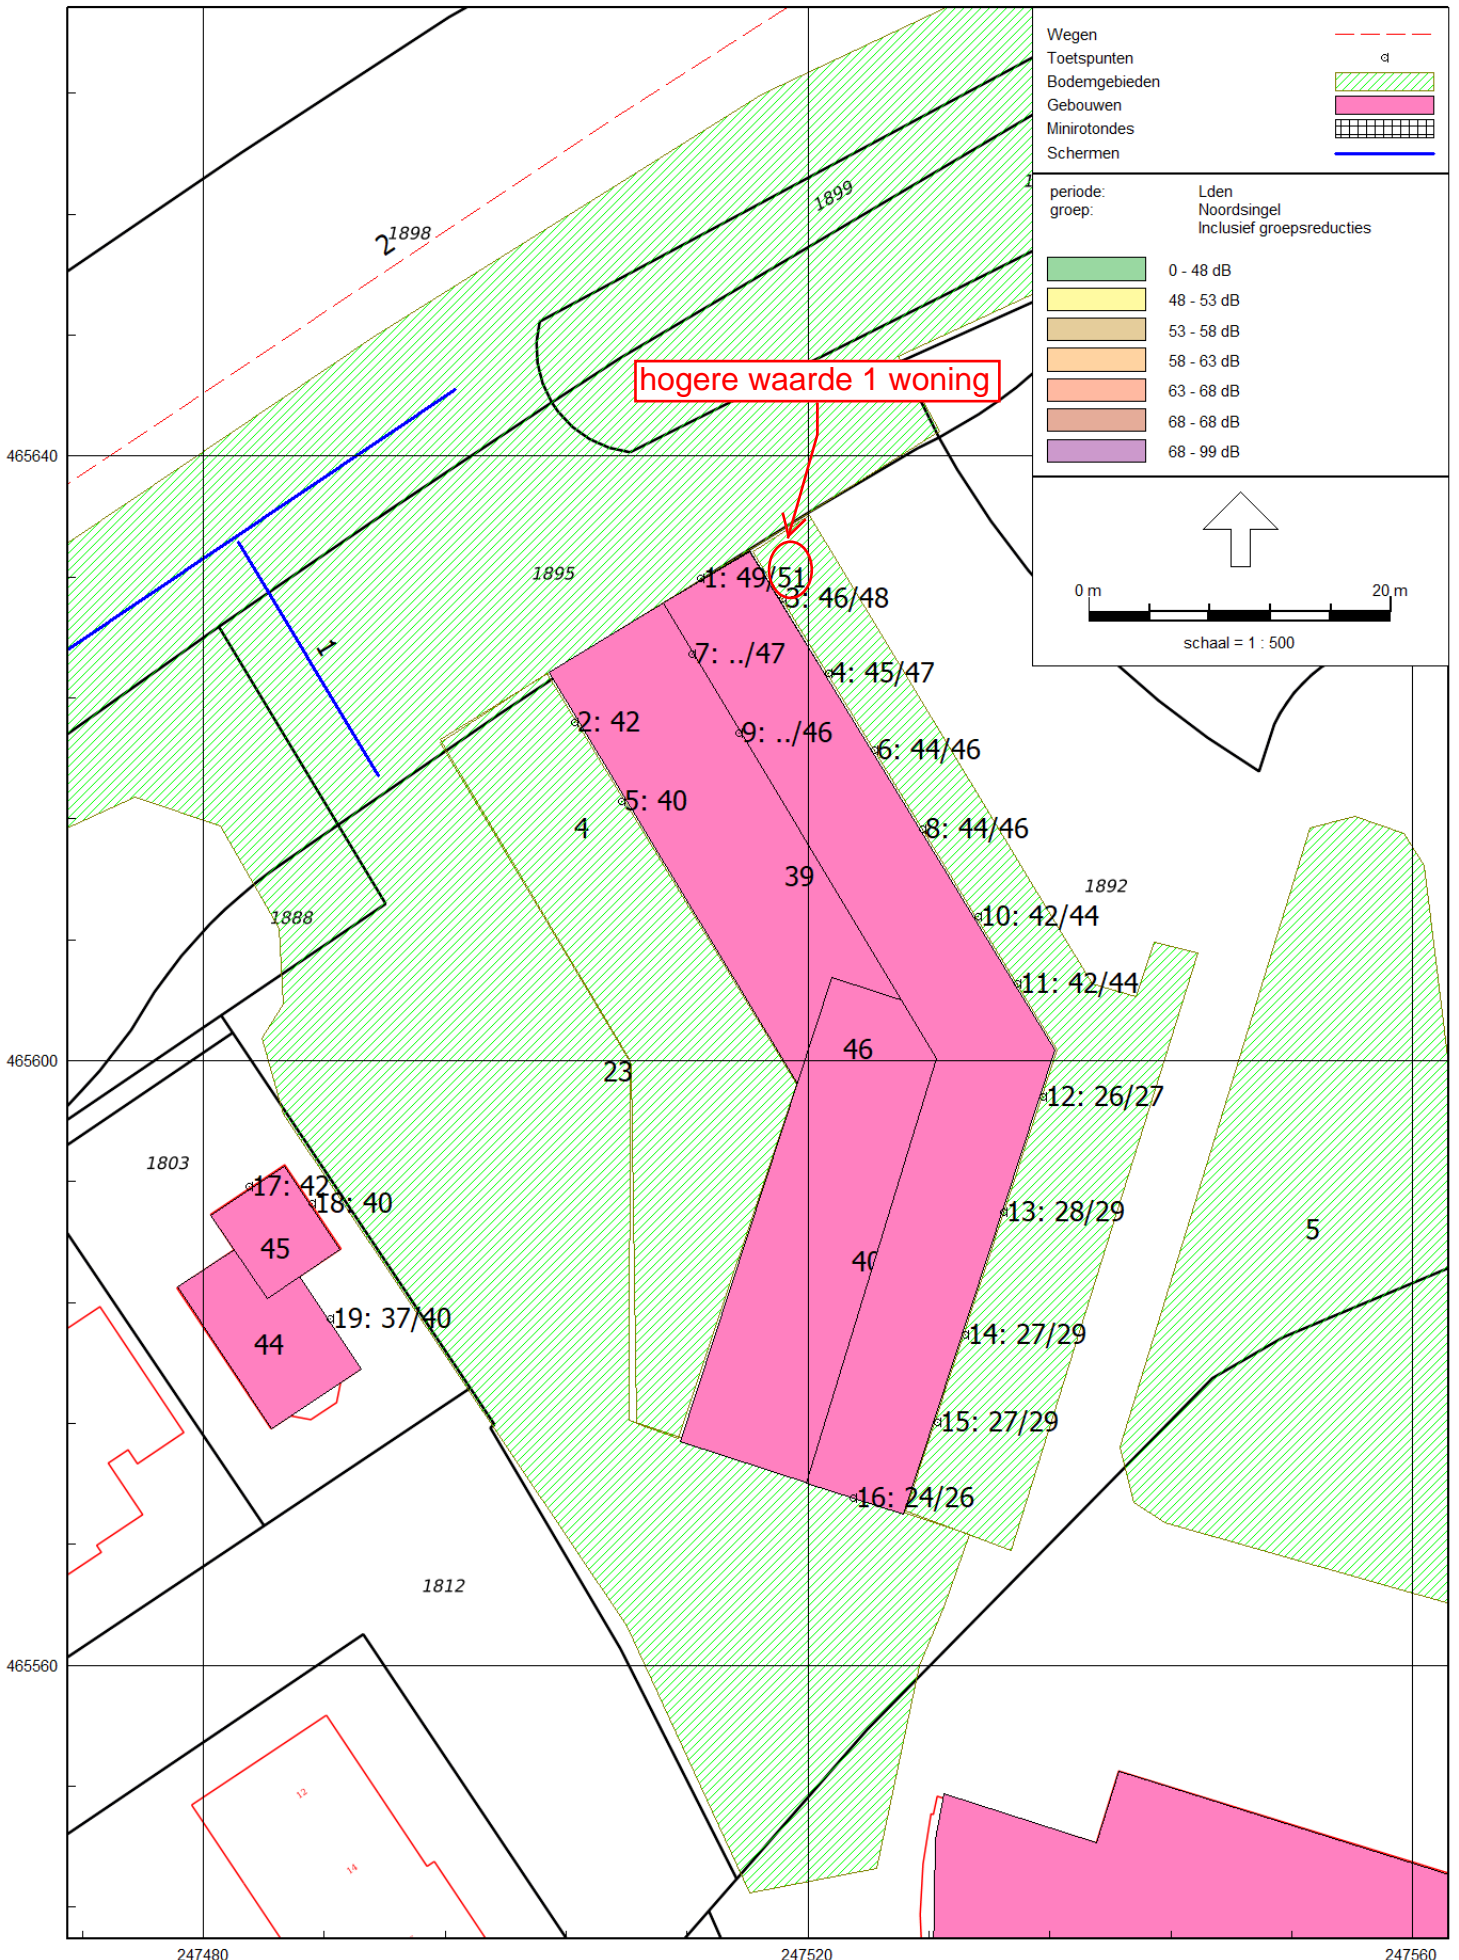 Wegen
Toetspunten
Bodemgebieden
Gebouwen
Minirotondes
Schermen
periode: Lden
groep: Noordsingel
Inclusief groepsreducties
0 - 48 dB
48 - 53 dB
53 - 58 dB
58 - 63 dB
63 - 68 dB
68 - 68 dB
68 - 99 dB
0 m 20 m
schaal = 1 : 500
1899
1
2
1898
hogere waarde 1 woning
465640
1895
1: 49/51
3: 46/48
1
7: ../47
4: 45/47
2: 42
9: ../46
6: 44/46
5: 40
4
8: 44/46
39
1892
1888
10: 42/44
11: 42/44
46
465600
23
12: 26/27
1803
17: 42
18: 40
13: 28/29
5
45
40
19: 37/40
44
14: 27/29
15: 27/29
16: 24/26
1812
465560
12
14
247480
247520
247560